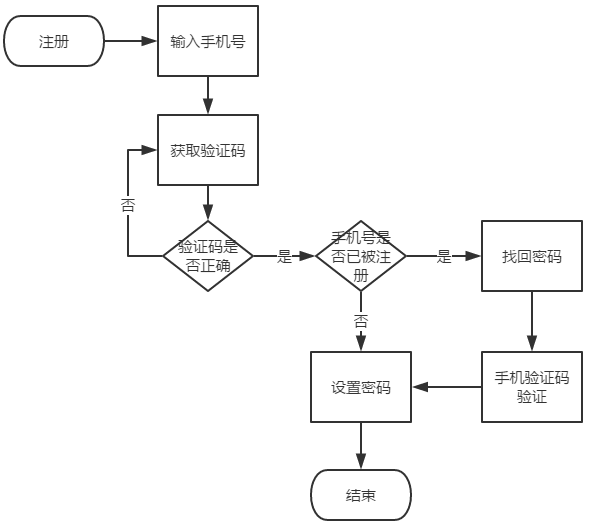 注册
输入手机号
获取验证码
否
验证码是
否正确
是
手机号是
否已被注
册
是
找回密码
否
设置密码
手机验证码
验证
结束